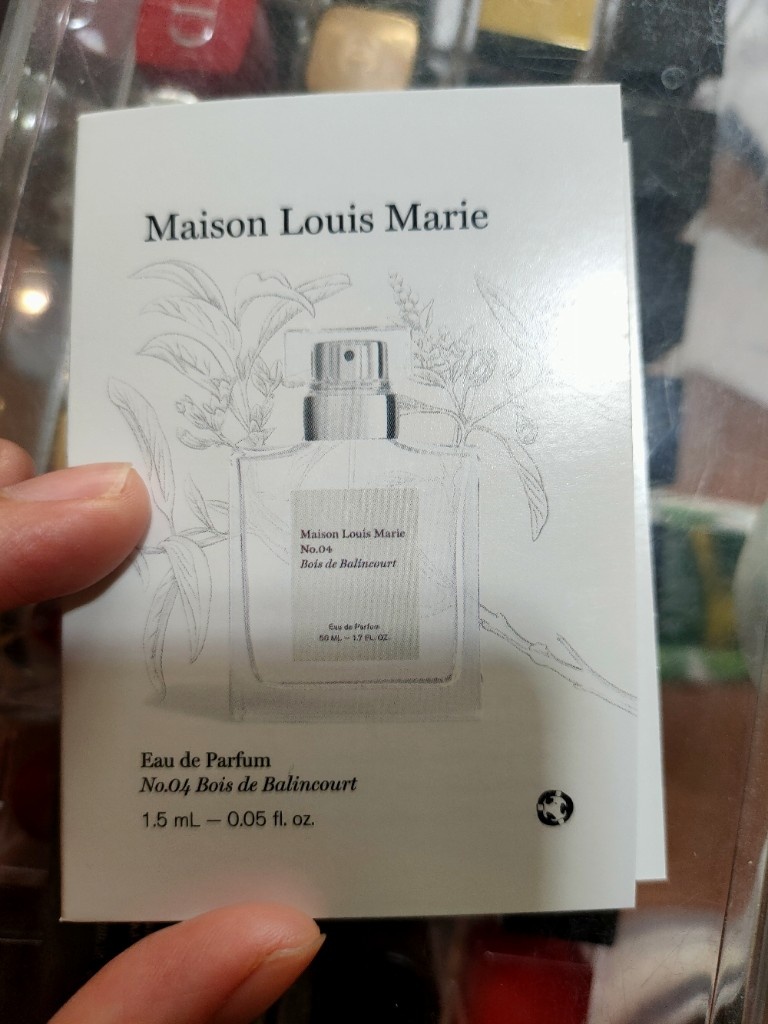 Maison Louis Marie
Maison Louis Marie
No.04
Bois de Balincourt
Eau de Parfum
50 ML – 1.7 FL. OZ.
Eau de Parfum
No.04 Bois de Balincourt
1.5 mL — 0.05 fl. oz.